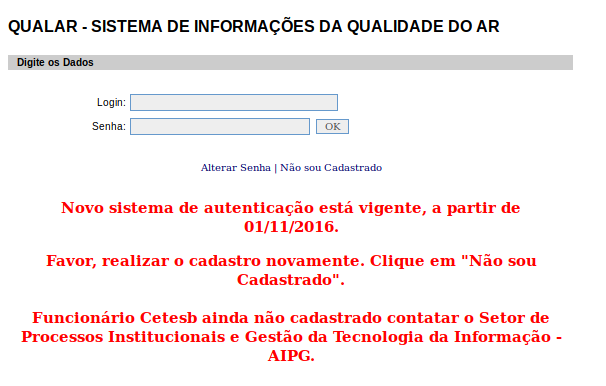 QUALAR - SISTEMA DE INFORMAÇÕES DA QUALIDADE DO AR
Digite os Dados
Login:
Senha: OK
Alterar Senha | Não sou Cadastrado
Novo sistema de autenticação está vigente, a partir de
01/11/2016.
Favor, realizar o cadastro novamente. Clique em "Não sou
Cadastrado".
Funcionário Cetesb ainda não cadastrado contatar o Setor de
Processos Institucionais e Gestão da Tecnologia da Informação -
AIPG.